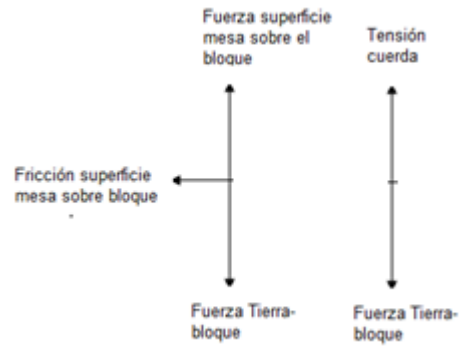 Fuerza superficie
mesa sobre el
bloque
Tensión
cuerda
Fricción superficie
mesa sobre bloque
Fuerza Tierra-
bloque
Fuerza Tierra-
bloque